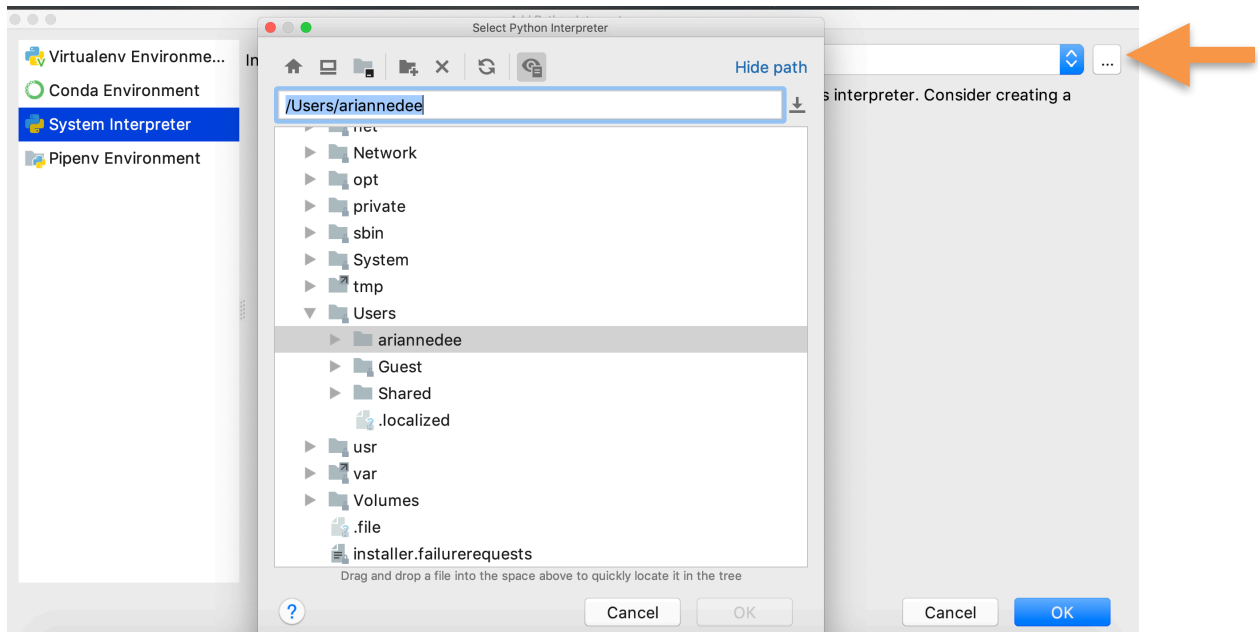 Select Python Interpreter
Virtualenv Environme...
Conda Environment
System Interpreter
Pipenv Environment
In
Hide path
...
/Users/ariannedee
s interpreter. Consider creating a
net
Network
opt
private
sbin
System
tmp
Users
ariannedee
Guest
Shared
.localized
usr
var
Volumes
.file
installer.failurerequests
Drag and drop a file into the space above to quickly locate it in the tree
?
Cancel
OK
Cancel
OK